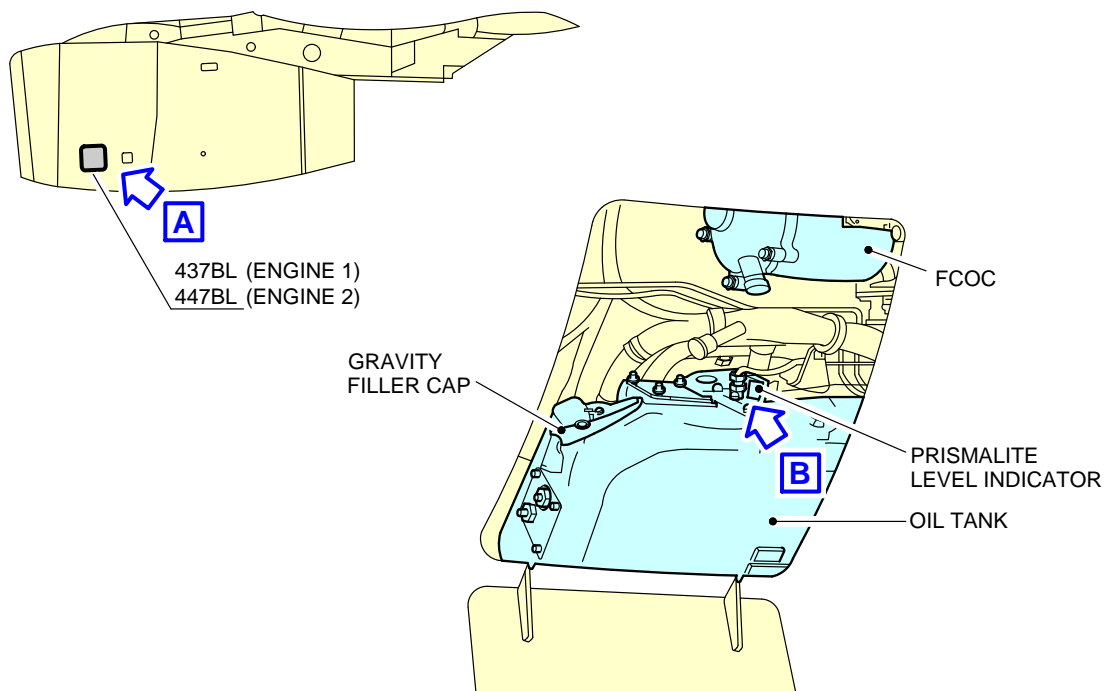 A
437BL (ENGINE 1)
447BL (ENGINE 2)
FCOC
GRAVITY
FILLER CAP
B
PRISMALITE
LEVEL INDICATOR
OIL TANK